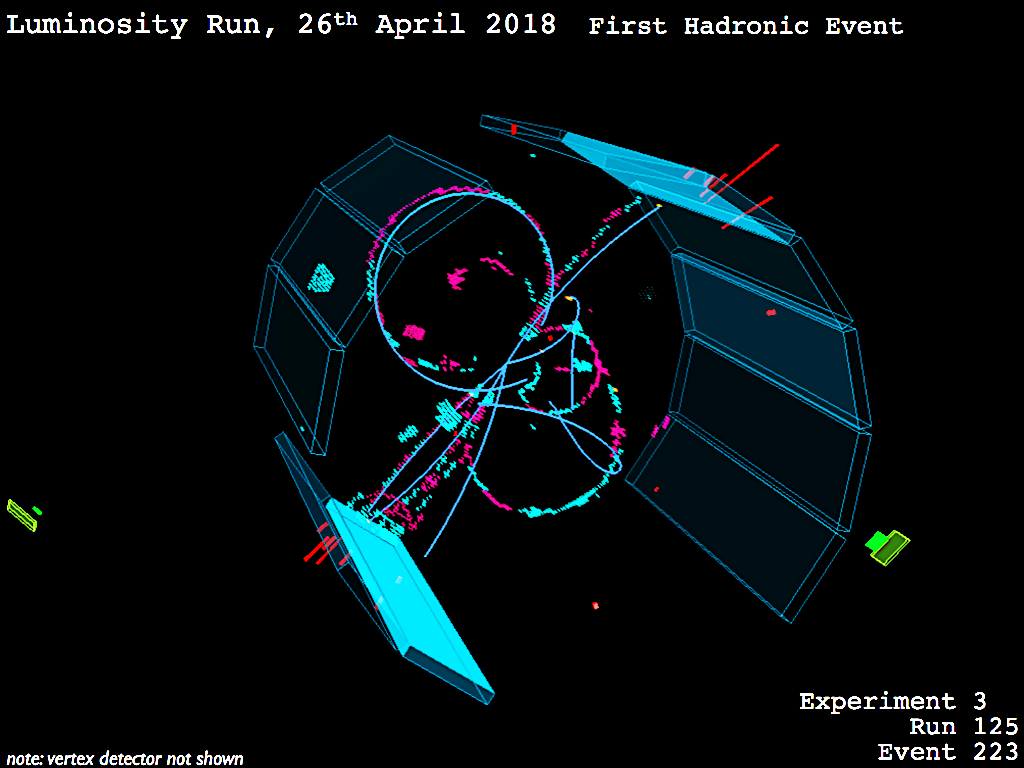 Luminosity Run, 26th April 2018 First Hadronic Event
Experiment 3
Run 125
Event 223
note: vertex detector not shown